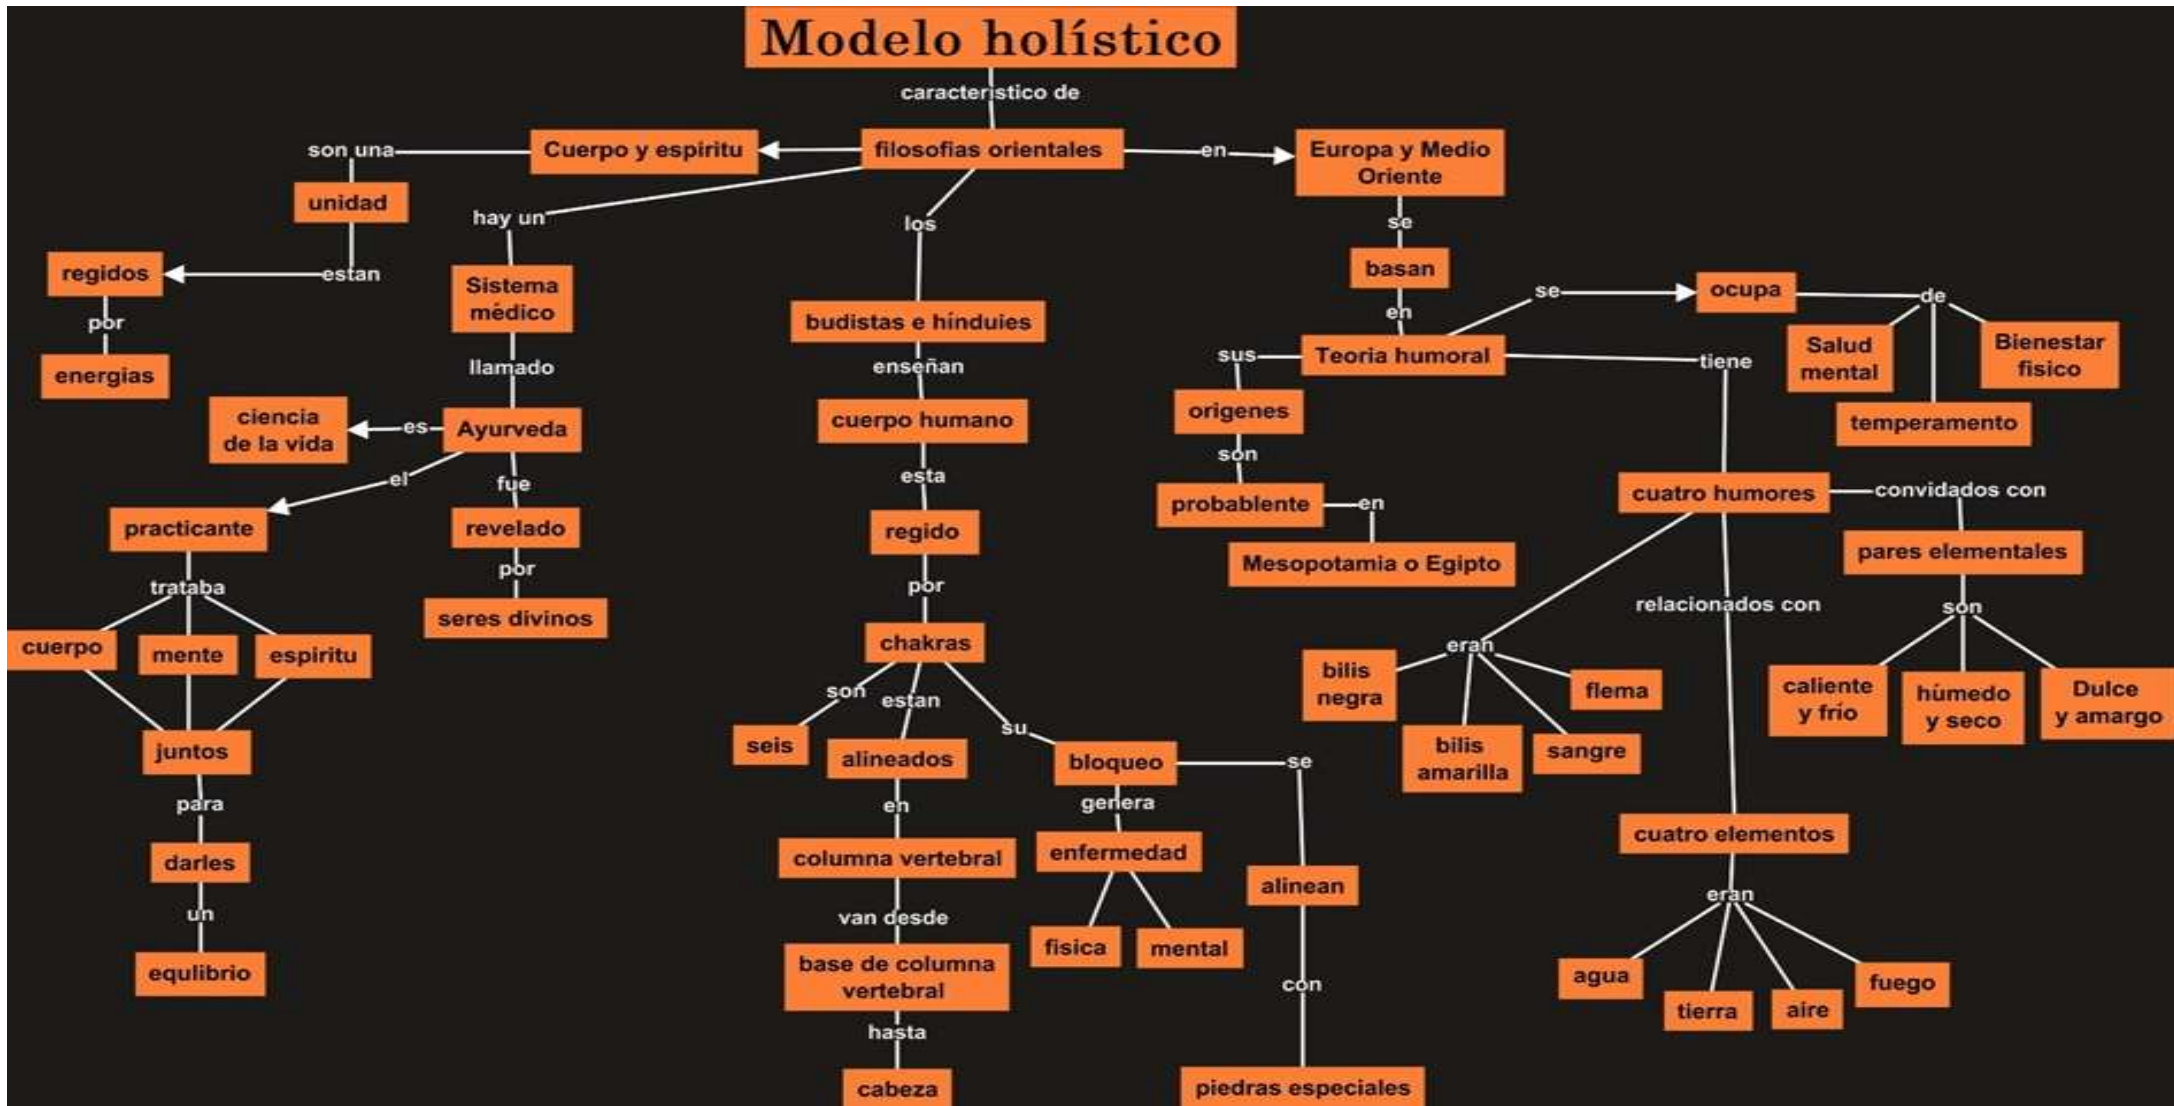 Modelo holístico
caracteristico de
filosofias orientales
Cuerpo y espiritu
son una
unidad
estan
regidos
por
energias
hay un
Sistema
médico
llamado
Ayurveda
es
ciencia
de la vida
el
practicante
trataba
cuerpo
mente
espiritu
juntos
para
darles
un
equlibrio
fue
revelado
por
seres divinos
los
budistas e hinduies
enseñan
cuerpo humano
esta
regido
por
chakras
son
seis
estan
alineados
en
columna vertebral
van desde
base de columna
vertebral
hasta
cabeza
su
bloqueo
genera
enfermedad
fisica
mental
se
alinean
con
piedras especiales
en
Europa y Medio
Oriente
se
basan
en
Teoria humoral
sus
origenes
son
probablente
en
Mesopotamia o Egipto
se
ocupa
de
Salud
mental
temperamento
Bienestar
fisico
tiene
cuatro humores
convidados con
pares elementales
son
caliente
y frío
húmedo
y seco
Dulce
y amargo
eran
bilis
negra
bilis
amarilla
sangre
flema
relacionados con
cuatro elementos
eran
agua
tierra
aire
fuego